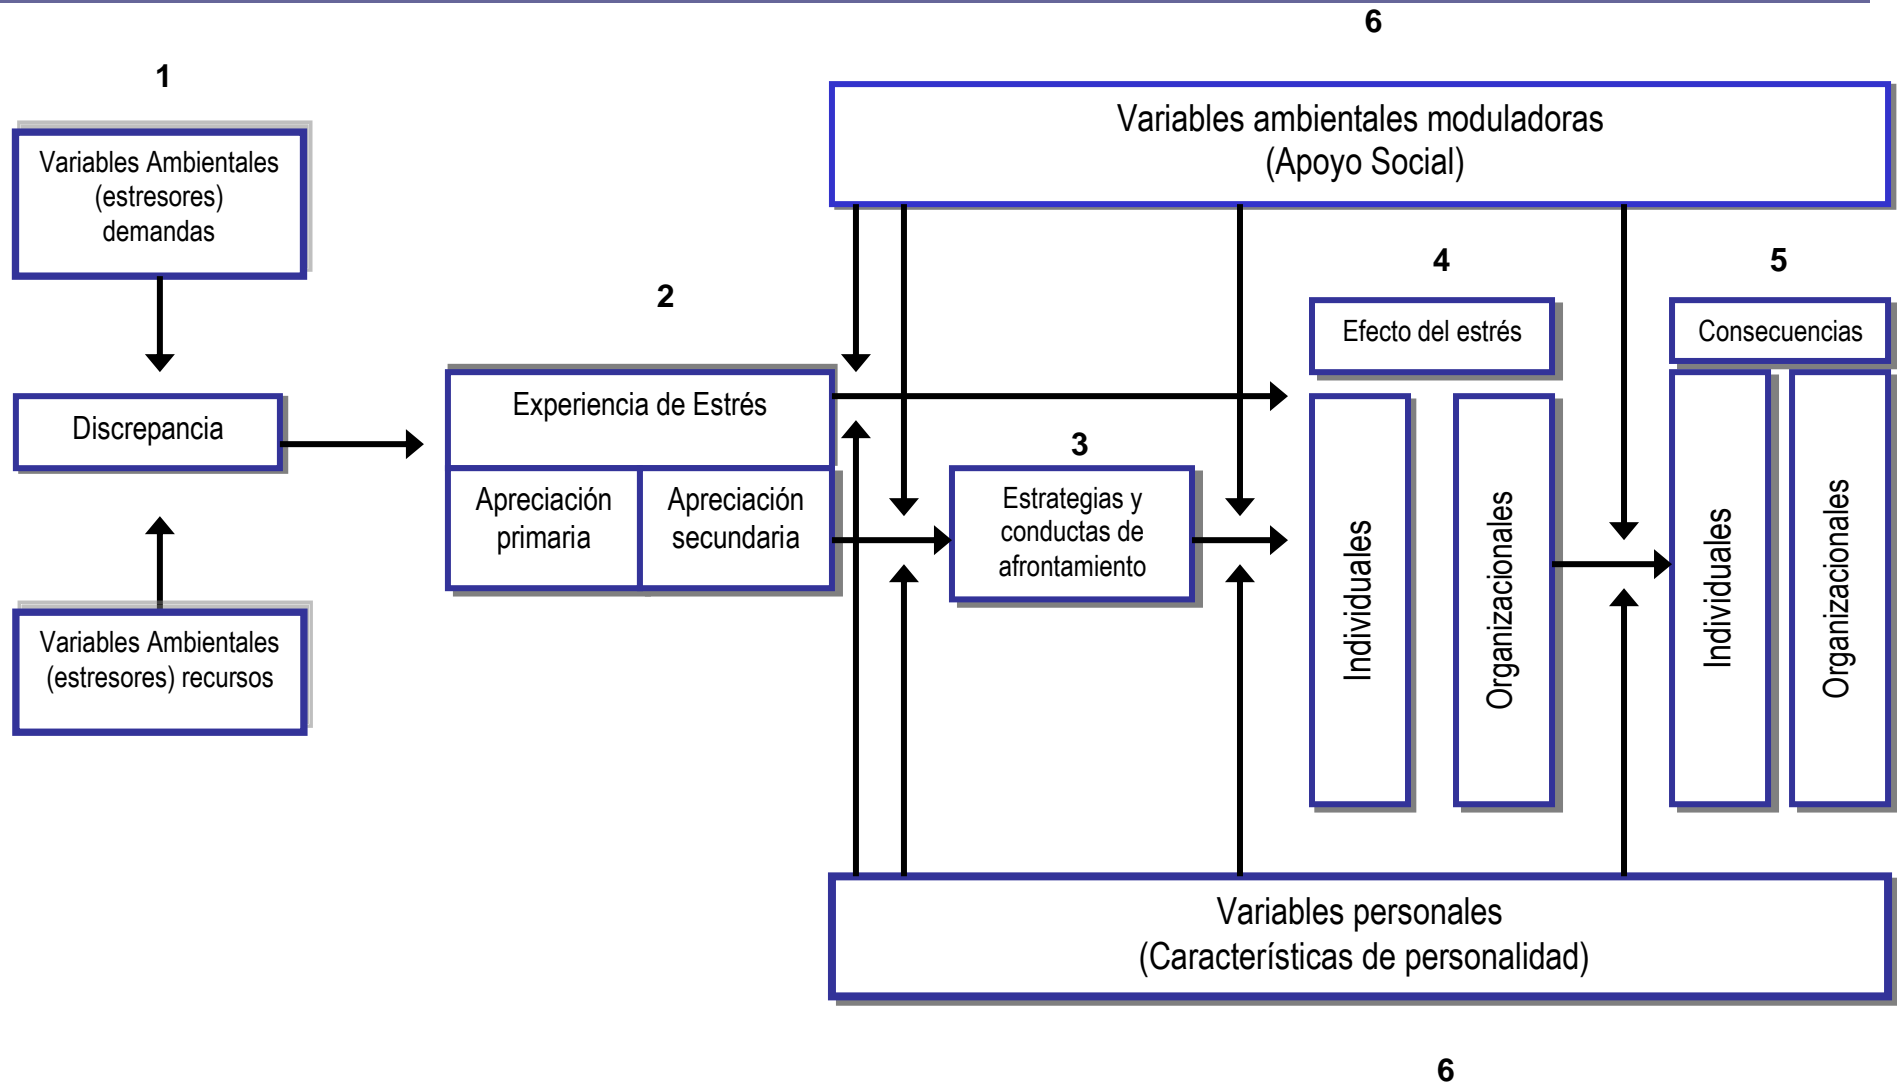 6
1
Variables Ambientales
(estresores)
demandas
Variables ambientales moduladoras
(Apoyo Social)
2
4
5
Efecto del estrés
Consecuencias
Discrepancia
Experiencia de Estrés
Apreciación
primaria
Apreciación
secundaria
3
Estrategias y
conductas de
afrontamiento
Individuales
Organizacionales
Individuales
Organizacionales
Variables Ambientales
(estresores) recursos
Variables personales
(Características de personalidad)
6